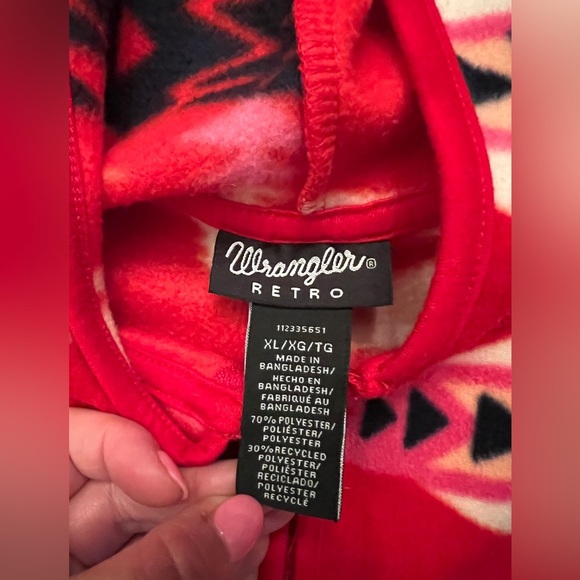 Wrangler®
RETRO
112335651
XL/XG/TG
MADE IN
BANGLADESH/
HECHO EN
BANGLADESH/
FABRIQUÉ AU
BANGLADESH
70% POLYESTER/
POLIÉSTER/
POLYESTER
30% RECYCLED
POLYESTER/
POLIÉSTER
RECICLADO/
POLYESTER
RECYCLÉ